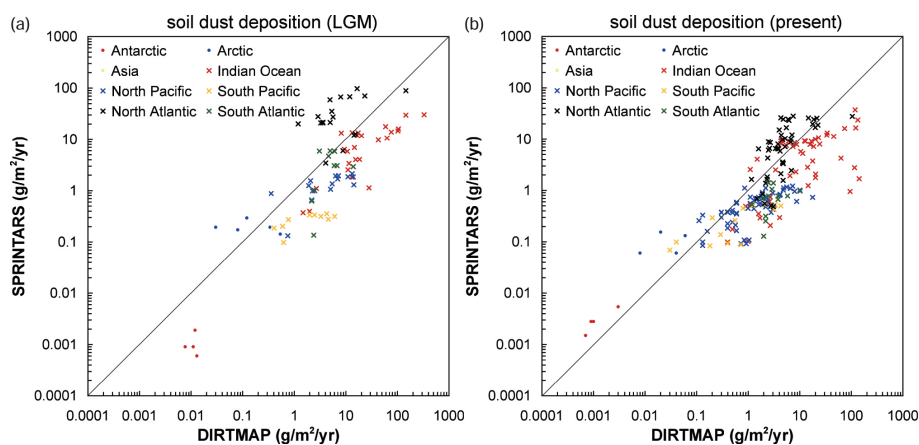 (a) soil dust deposition (LGM)
1000
100
10
1
0.1
0.01
0.001
0.0001
SPRINTARS (g/m²/yr)
Antarctic Arctic
Asia Indian Ocean
North Pacific South Pacific
North Atlantic South Atlantic
0.0001 0.001 0.01 0.1 1 10 100 1000
DIRTMAP (g/m²/yr)
(b) soil dust deposition (present)
1000
100
10
1
0.1
0.01
0.001
0.0001
SPRINTARS (g/m²/yr)
Antarctic Arctic
Asia Indian Ocean
North Pacific South Pacific
North Atlantic South Atlantic
0.0001 0.001 0.01 0.1 1 10 100 1000
DIRTMAP (g/m²/yr)